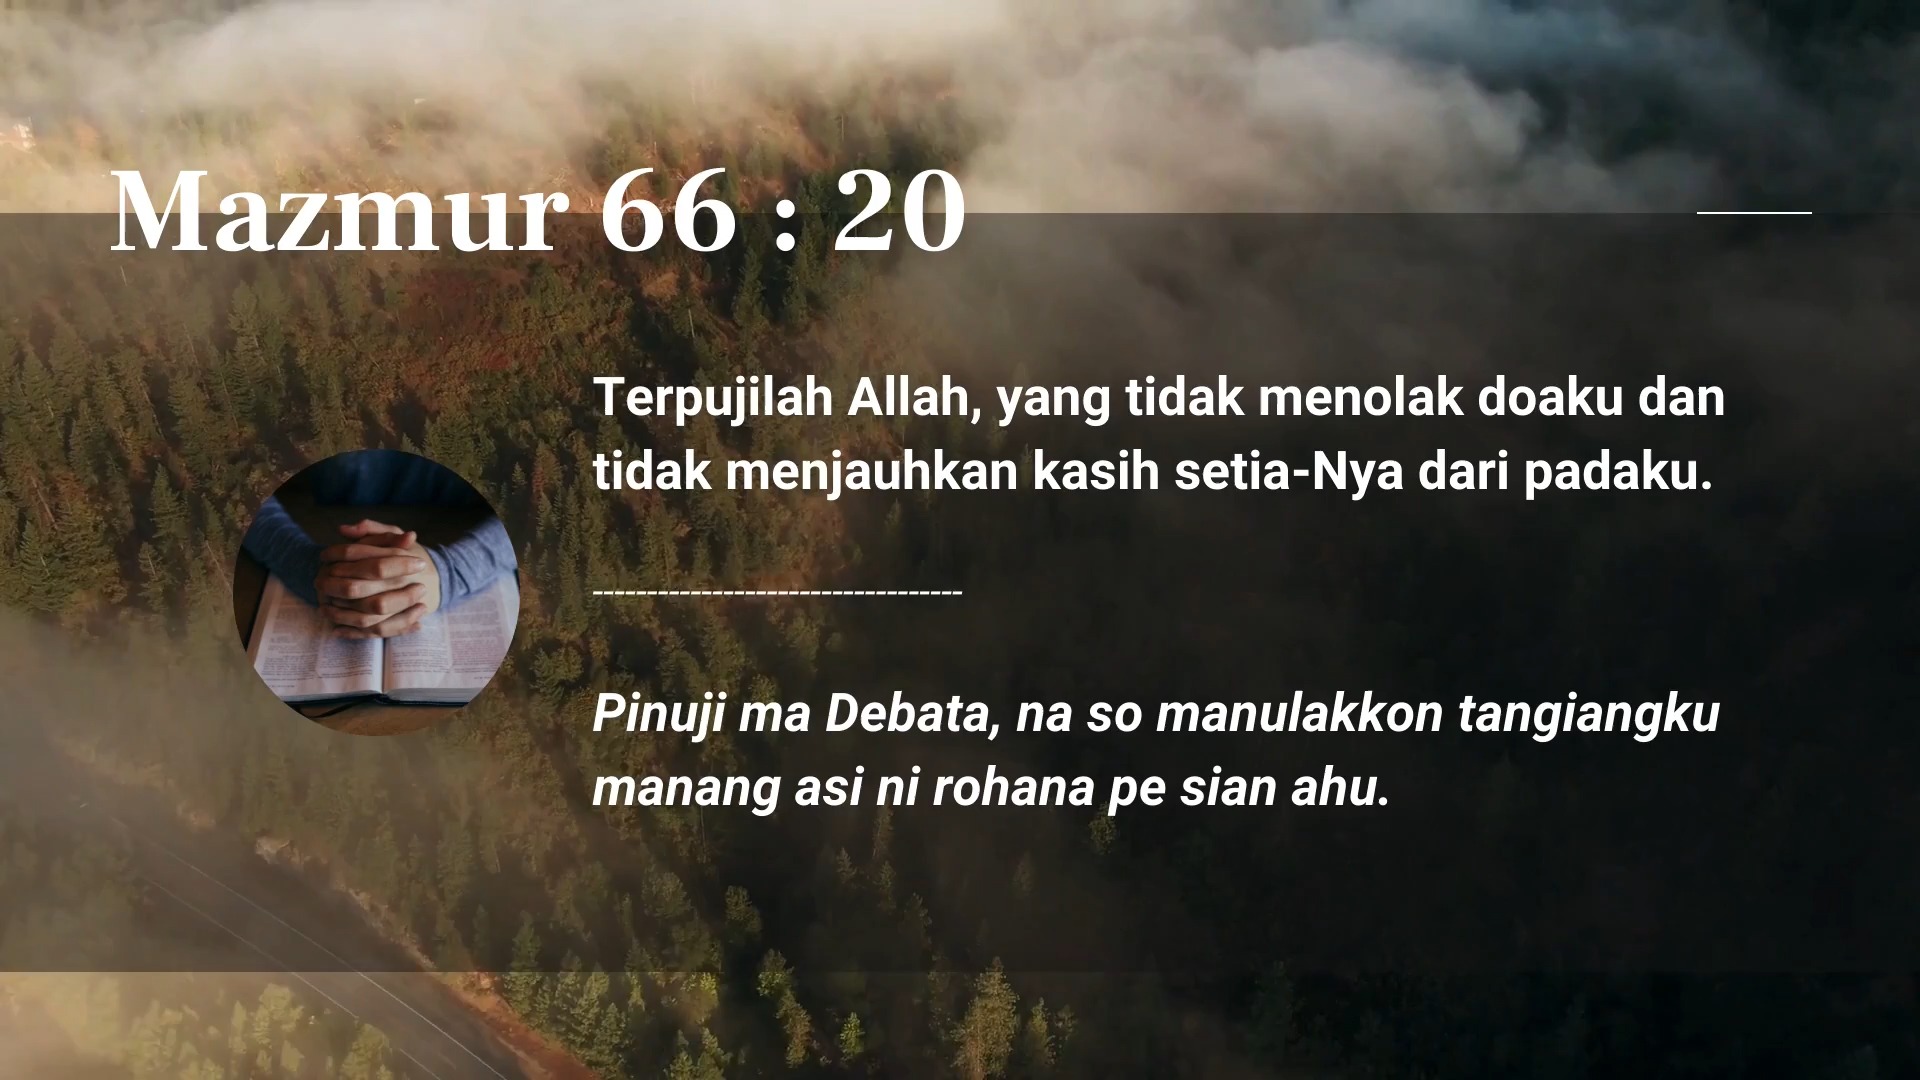 Mazmur 66 : 20
Terpujilah Allah, yang tidak menolak doaku dan
tidak menjauhkan kasih setia-Nya dari padaku.
----------------------------------
Pinuji ma Debata, na so manulakkon tangiangku
manang asi ni rohana pe sian ahu.